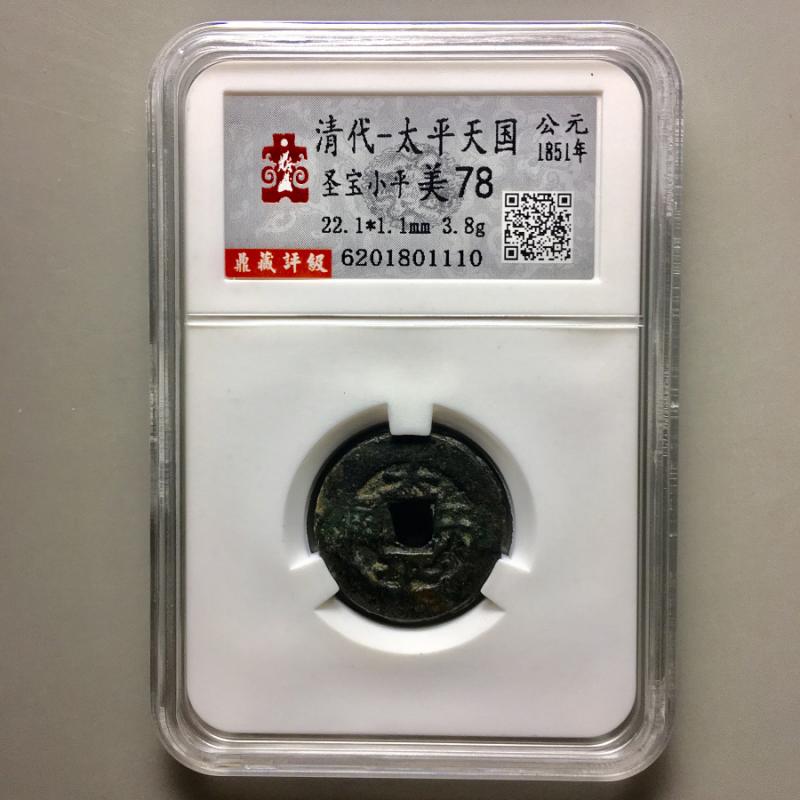 清代-太平天国
公元
1851年
圣宝小平 美78
22.1*1.1mm 3.8g
鼎藏評級 6201801110